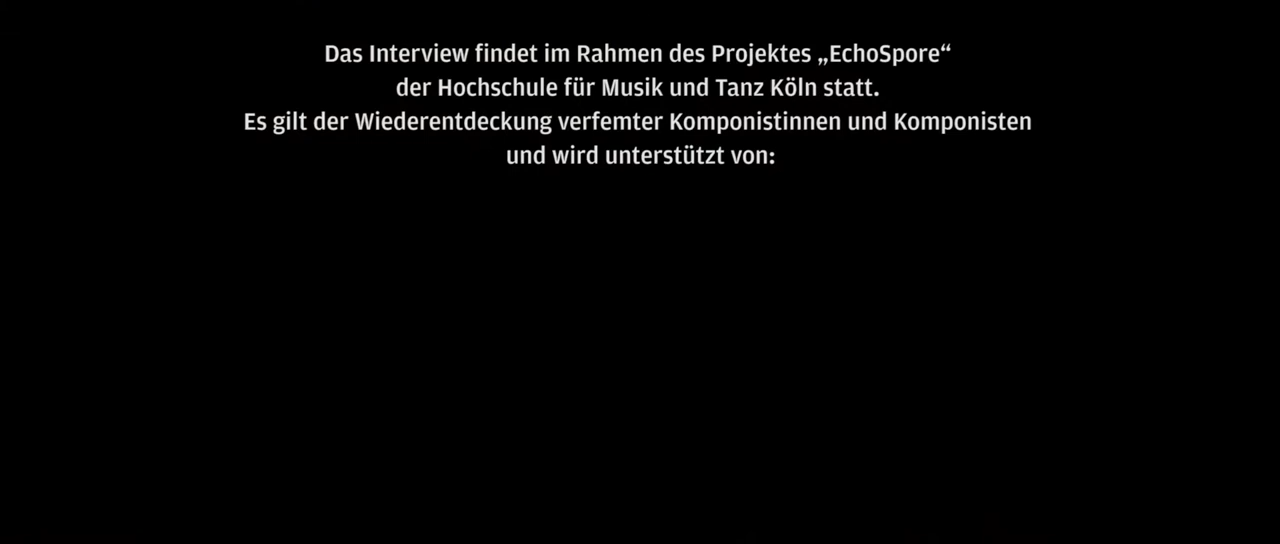 Das Interview findet im Rahmen des Projektes „EchoSpore“
der Hochschule für Musik und Tanz Köln statt.
Es gilt der Wiederentdeckung verfemter Komponistinnen und Komponisten
und wird unterstützt von: